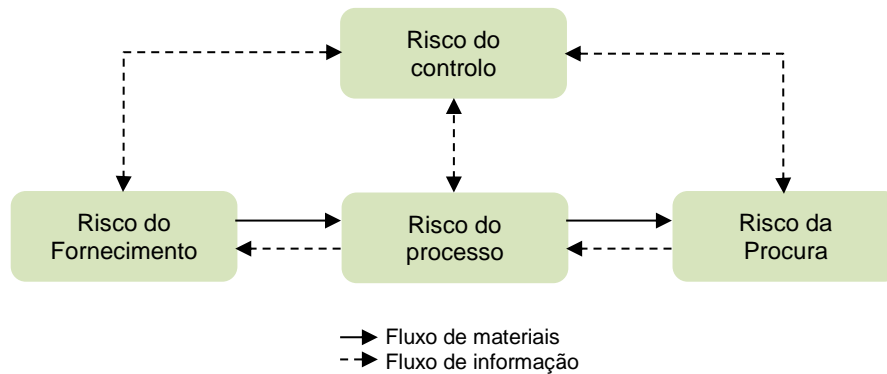 Risco do
controlo
Risco do
Fornecimento
Risco do
processo
Risco da
Procura
Fluxo de materiais
Fluxo de informação